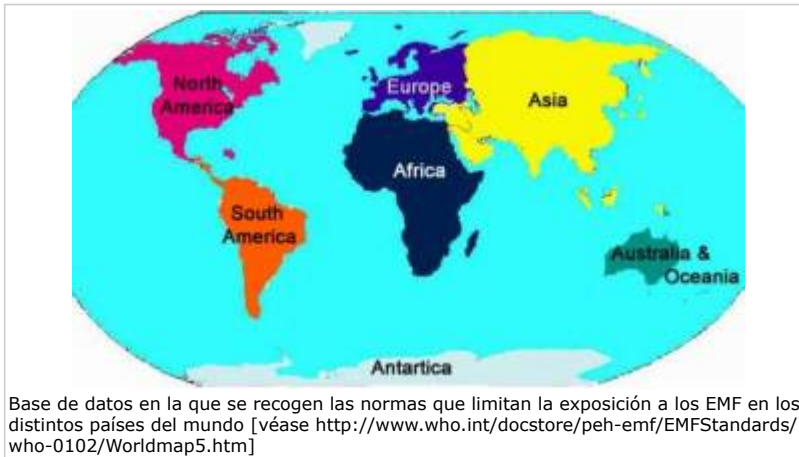 North
America
Europe
Asia
Africa
South
America
Australia &
Oceania
Antartica
Base de datos en la que se recogen las normas que limitan la exposición a los EMF en los
distintos países del mundo [véase http://www.who.int/docstore/peh-emf/EMFStandards/
who-0102/Worldmap5.htm]